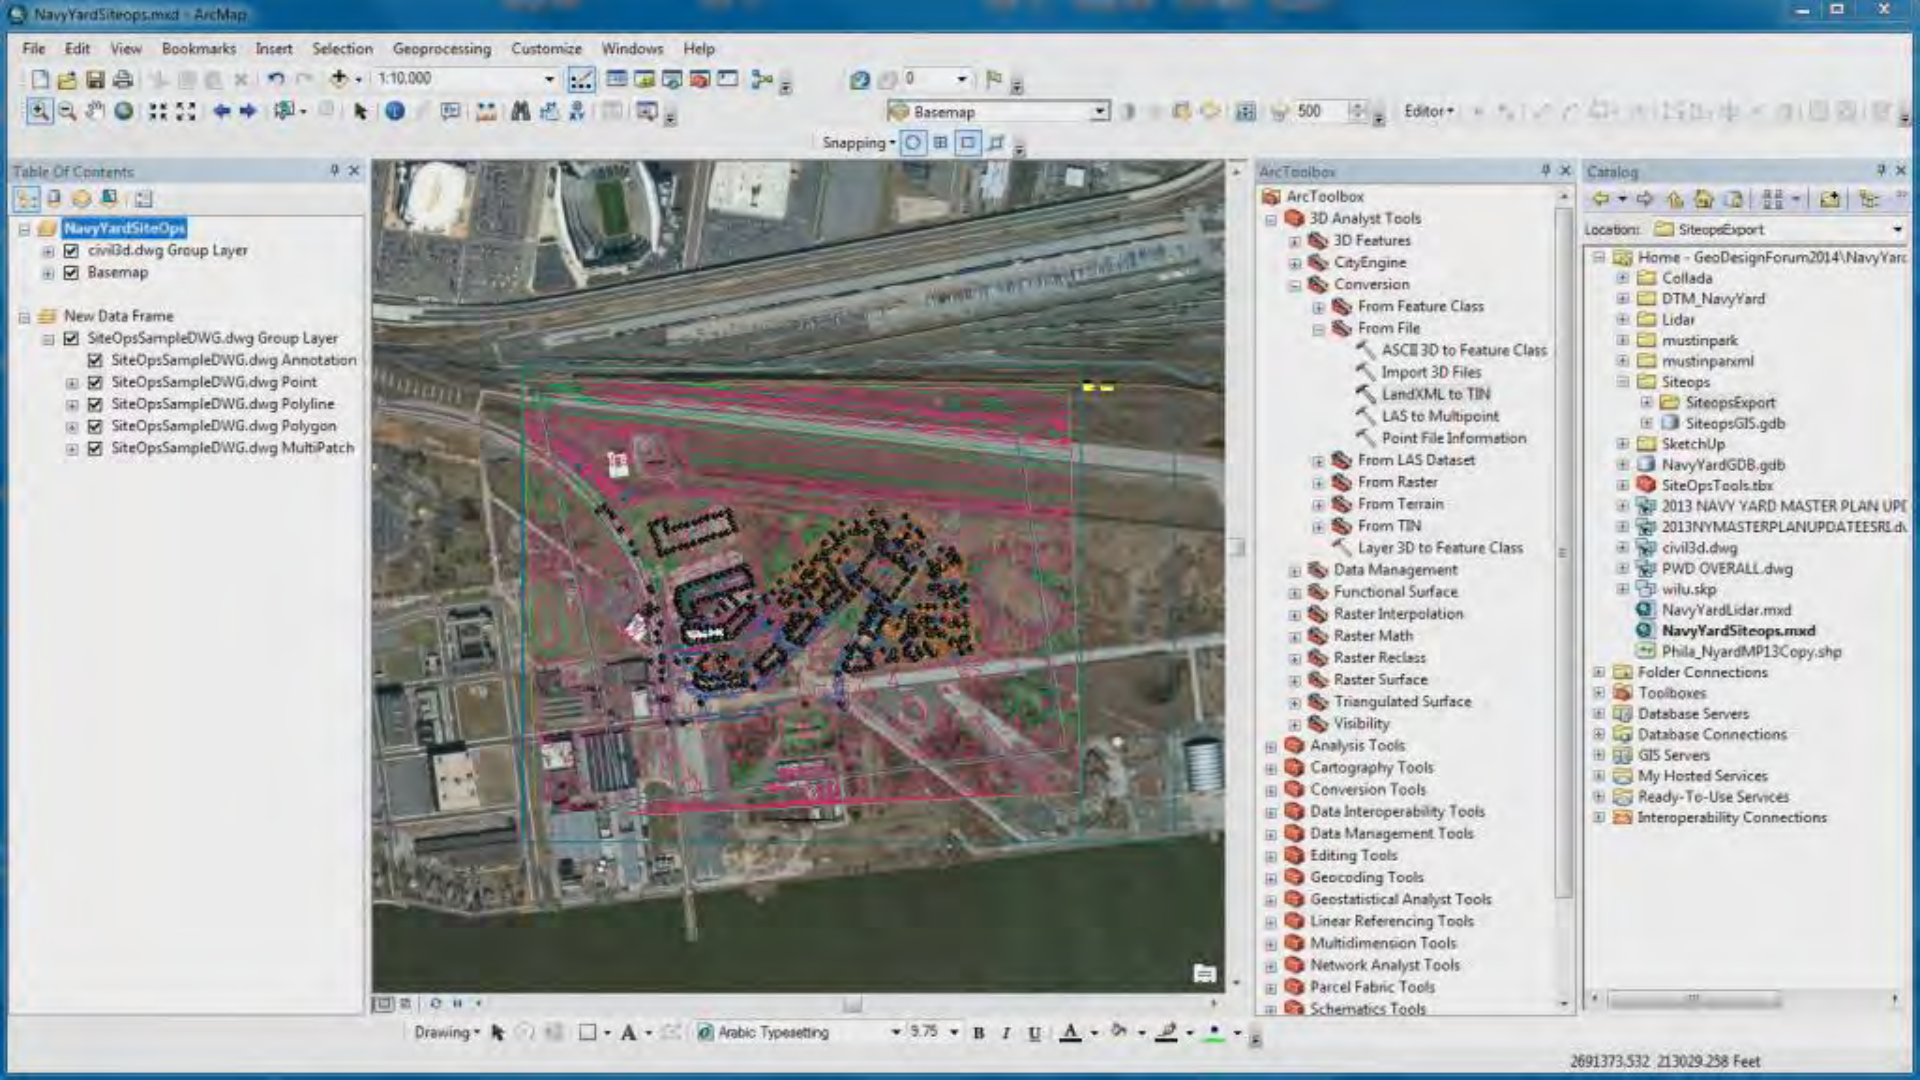 NavyYardSiteops.mxd - ArcMap
File Edit View Bookmarks Insert Selection Geoprocessing Customize Windows Help
1:10,000
0
Basemap
500
Editor
Snapping
Table Of Contents
NavyYardSiteOps
civil3d.dwg Group Layer
Basemap
New Data Frame
SiteOpsSampleDWG.dwg Group Layer
SiteOpsSampleDWG.dwg Annotation
SiteOpsSampleDWG.dwg Point
SiteOpsSampleDWG.dwg Polyline
SiteOpsSampleDWG.dwg Polygon
SiteOpsSampleDWG.dwg MultiPatch
ArcToolbox
ArcToolbox
3D Analyst Tools
3D Features
CityEngine
Conversion
From Feature Class
From File
ASCII 3D to Feature Class
Import 3D Files
LandXML to TIN
LAS to Multipoint
Point File Information
From LAS Dataset
From Raster
From Terrain
From TIN
Layer 3D to Feature Class
Data Management
Functional Surface
Raster Interpolation
Raster Math
Raster Reclass
Raster Surface
Triangulated Surface
Visibility
Analysis Tools
Cartography Tools
Conversion Tools
Data Interoperability Tools
Data Management Tools
Editing Tools
Geocoding Tools
Geostatistical Analyst Tools
Linear Referencing Tools
Multidimension Tools
Network Analyst Tools
Parcel Fabric Tools
Schematics Tools
Catalog
Location: SiteopsExport
Home - GeoDesignForum2014\NavyYarc
Collada
DTM_NavyYard
Lidar
mustinpark
mustinparxml
Siteops
SiteopsExport
SiteopsGIS.gdb
SketchUp
NavyYardGDB.gdb
SiteOpsTools.tbx
2013 NAVY YARD MASTER PLAN UPD
2013NYMASTERPLANUPDATEESRI.dw
civil3d.dwg
PWD OVERALL.dwg
wilu.skp
NavyYardLidar.mxd
NavyYardSiteops.mxd
Phila_NyardMP13Copy.shp
Folder Connections
Toolboxes
Database Servers
Database Connections
GIS Servers
My Hosted Services
Ready-To-Use Services
Interoperability Connections
Drawing A Arabic Typesetting 9.75 B I U A
2691373.532 213029.258 Feet